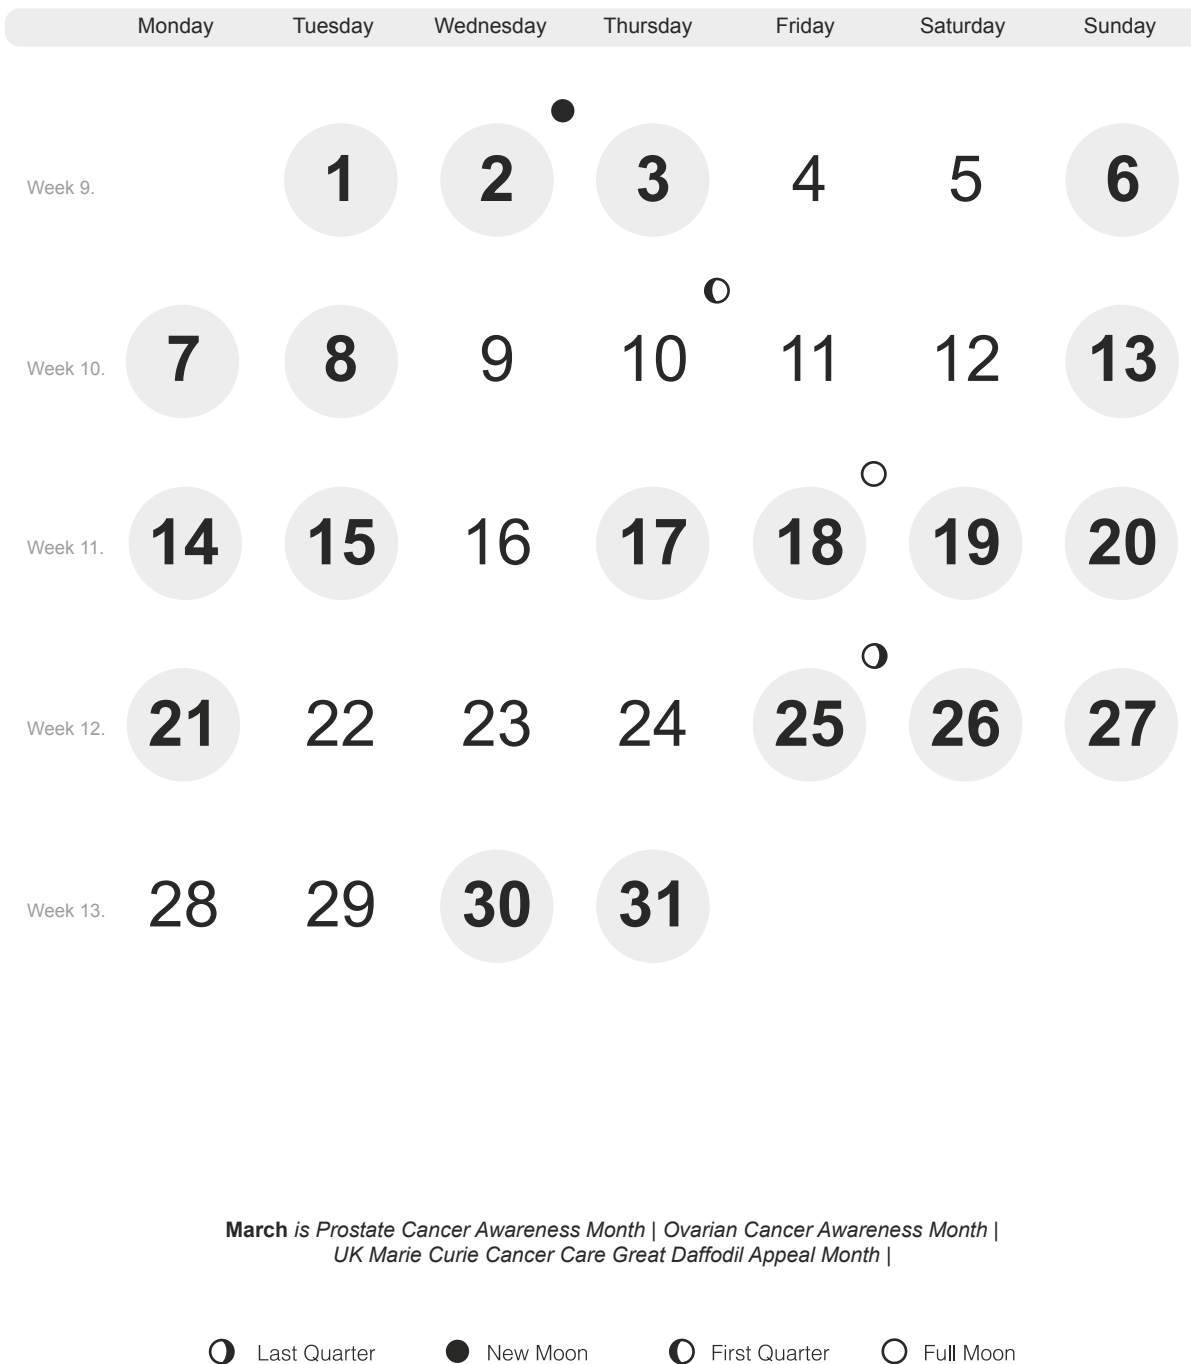 Monday Tuesday Wednesday Thursday Friday Saturday Sunday
Week 9. 1 2 3 4 5 6
Week 10. 7 8 9 10 11 12 13
Week 11. 14 15 16 17 18 19 20
Week 12. 21 22 23 24 25 26 27
Week 13. 28 29 30 31
March is Prostate Cancer Awareness Month | Ovarian Cancer Awareness Month |
UK Marie Curie Cancer Care Great Daffodil Appeal Month |
Last Quarter New Moon First Quarter Full Moon